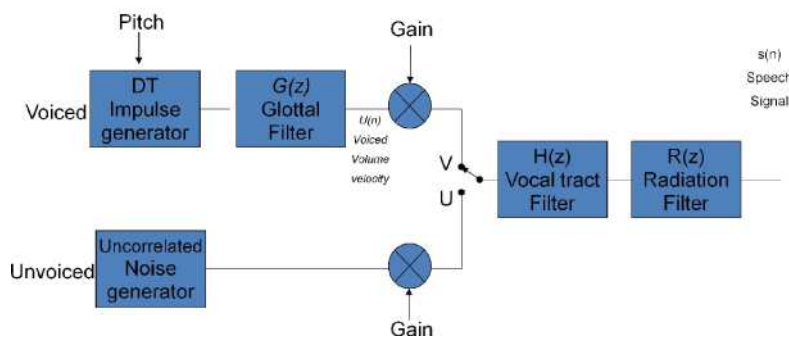 Pitch
Voiced
DT
Impulse
generator
G(z)
Glottal
Filter
U(n)
Voiced
Volume
velocity
Gain
V
U
H(z)
Vocal tract
Filter
R(z)
Radiation
Filter
s(n)
Speech
Signal
Unvoiced
Uncorrelated
Noise
generator
Gain